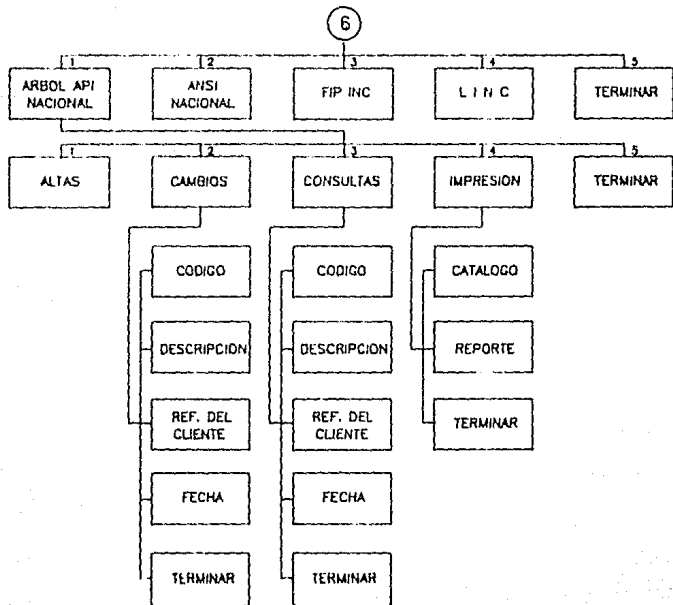 6
1 2 3 4 5
ARBOL API
NACIONAL
ANSI
NACIONAL
FIP INC
L I N C
TERMINAR
1 2 3 4 5
ALTAS
CAMBIOS
CONSULTAS
IMPRESION
TERMINAR
CODIGO
CODIGO
CATALOGO
DESCRIPCION
DESCRIPCION
REPORTE
REF. DEL
CLIENTE
REF. DEL
CLIENTE
TERMINAR
FECHA
FECHA
TERMINAR
TERMINAR